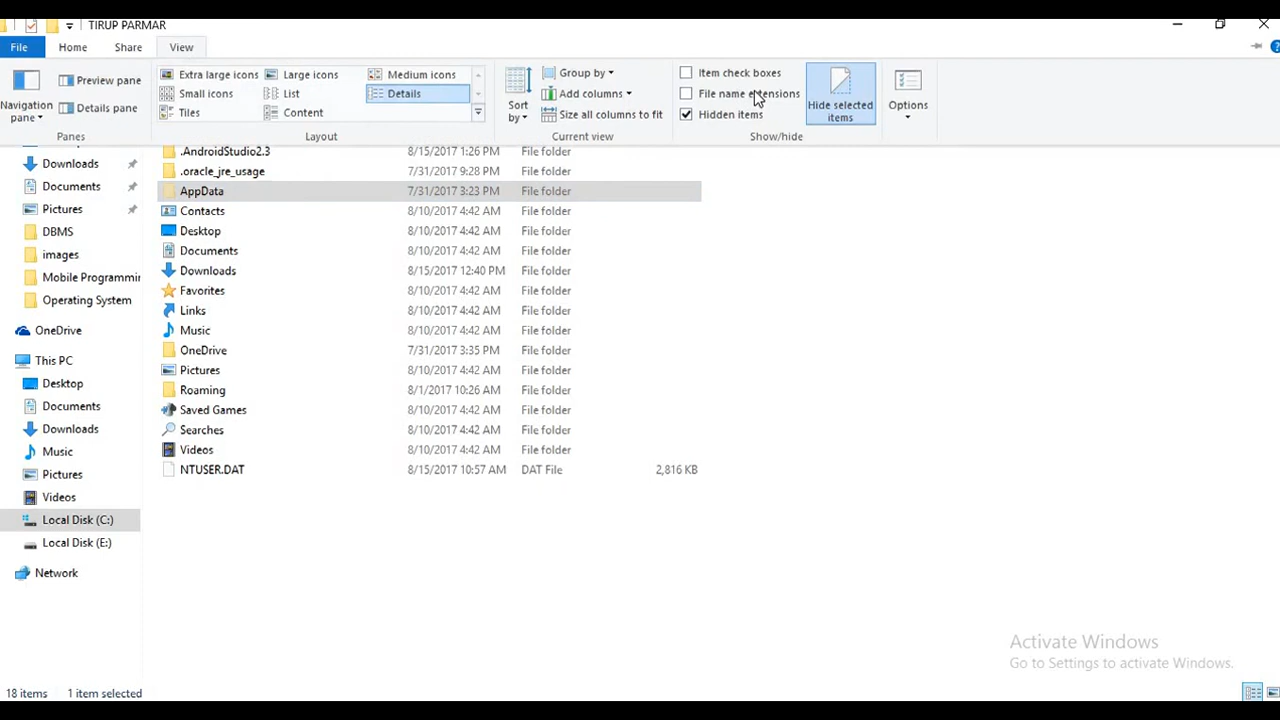 TIRUP PARMAR
File Home Share View
Navigation pane
Preview pane
Details pane
Panes
Extra large icons Large icons Medium icons
Small icons List Details
Tiles Content
Layout
Sort by
Group by
Add columns
Size all columns to fit
Current view
Item check boxes
File name extensions
Hidden items
Hide selected items
Show/hide
Options
Downloads
Documents
Pictures
DBMS
images
Mobile Programmin
Operating System
OneDrive
This PC
Desktop
Documents
Downloads
Music
Pictures
Videos
Local Disk (C:)
Local Disk (E:)
Network
.AndroidStudio2.3 8/15/2017 1:26 PM File folder
.oracle_jre_usage 7/31/2017 9:28 PM File folder
AppData 7/31/2017 3:23 PM File folder
Contacts 8/10/2017 4:42 AM File folder
Desktop 8/10/2017 4:42 AM File folder
Documents 8/10/2017 4:42 AM File folder
Downloads 8/15/2017 12:40 PM File folder
Favorites 8/10/2017 4:42 AM File folder
Links 8/10/2017 4:42 AM File folder
Music 8/10/2017 4:42 AM File folder
OneDrive 7/31/2017 3:35 PM File folder
Pictures 8/10/2017 4:42 AM File folder
Roaming 8/1/2017 10:26 AM File folder
Saved Games 8/10/2017 4:42 AM File folder
Searches 8/10/2017 4:42 AM File folder
Videos 8/10/2017 4:42 AM File folder
NTUSER.DAT 8/15/2017 10:57 AM DAT File 2,816 KB
Activate Windows
Go to Settings to activate Windows.
18 items 1 item selected